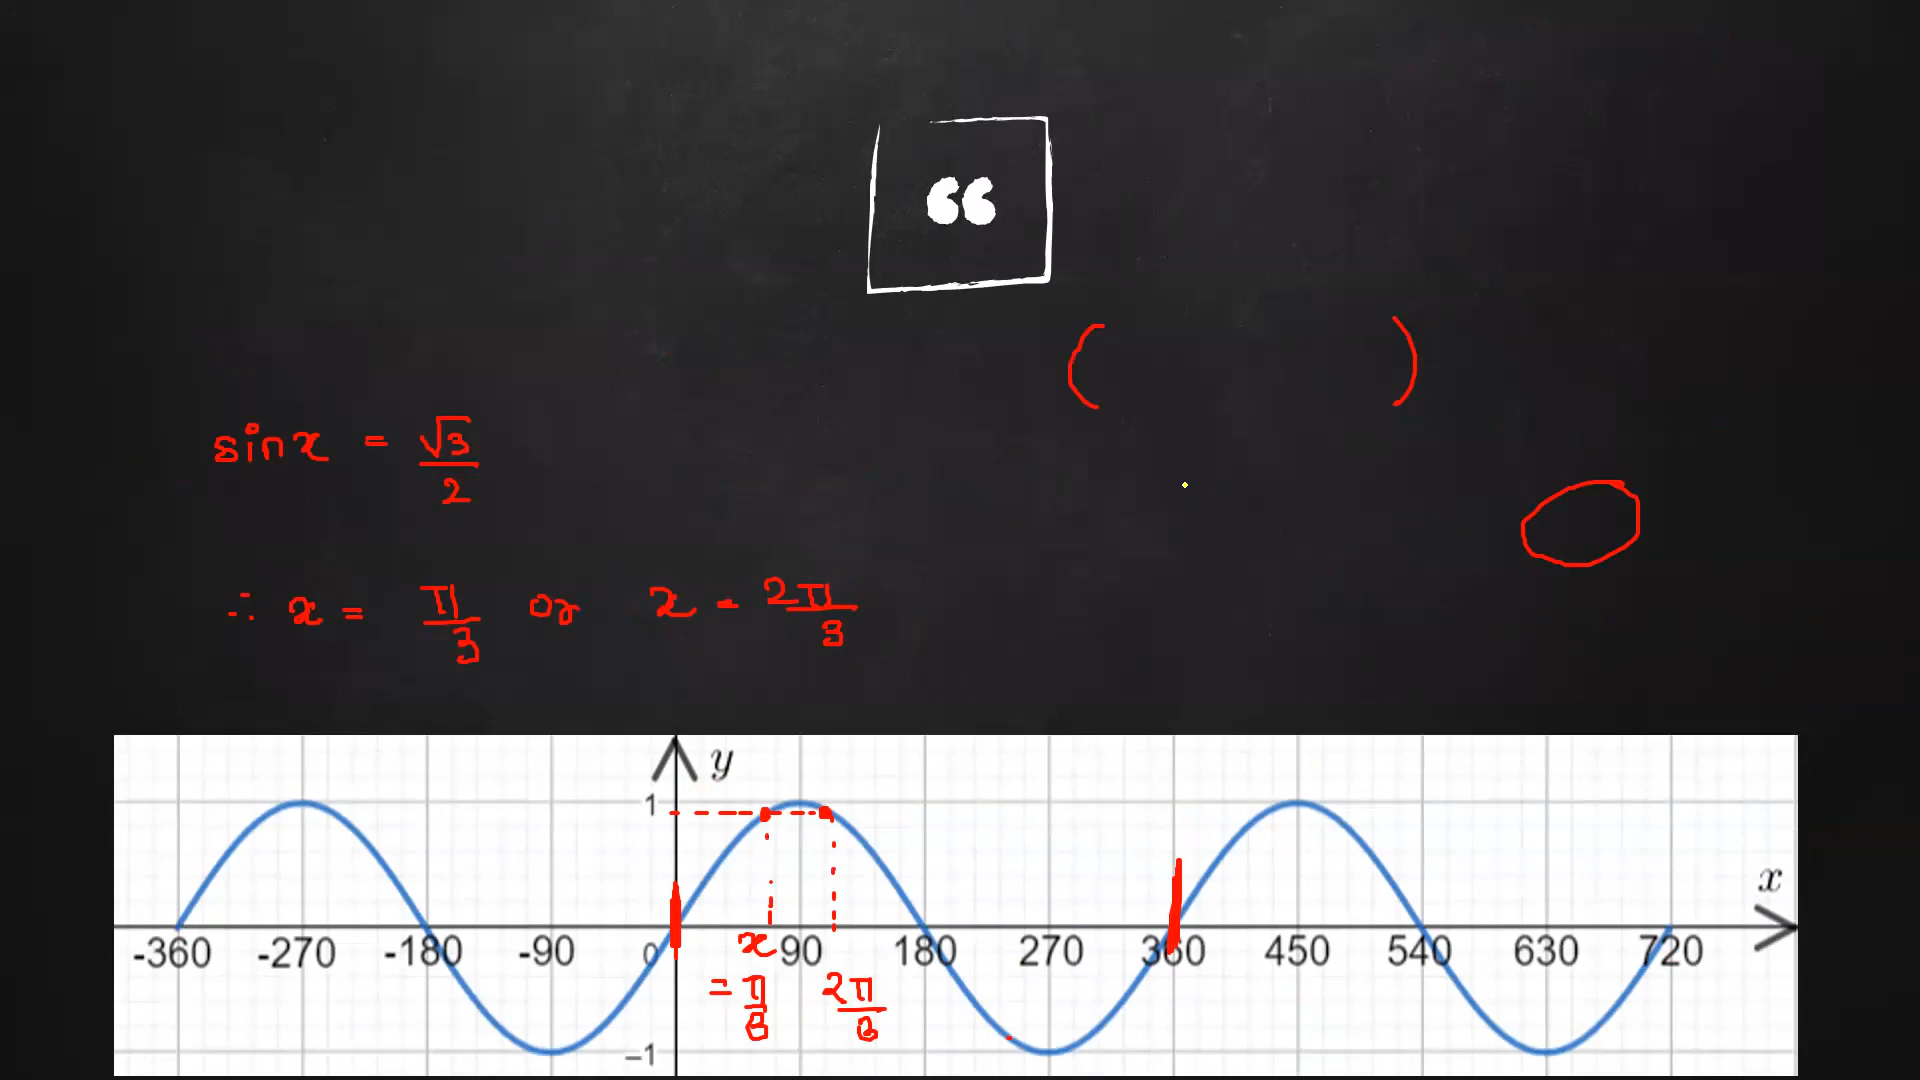 “
( )
sin x = √3/2
∴ x = π/3 or x - 2π/3
y
1
x
-360 -270 -180 -90 0 x 90 180 270 360 450 540 630 720
= π/3 2π/3
–1